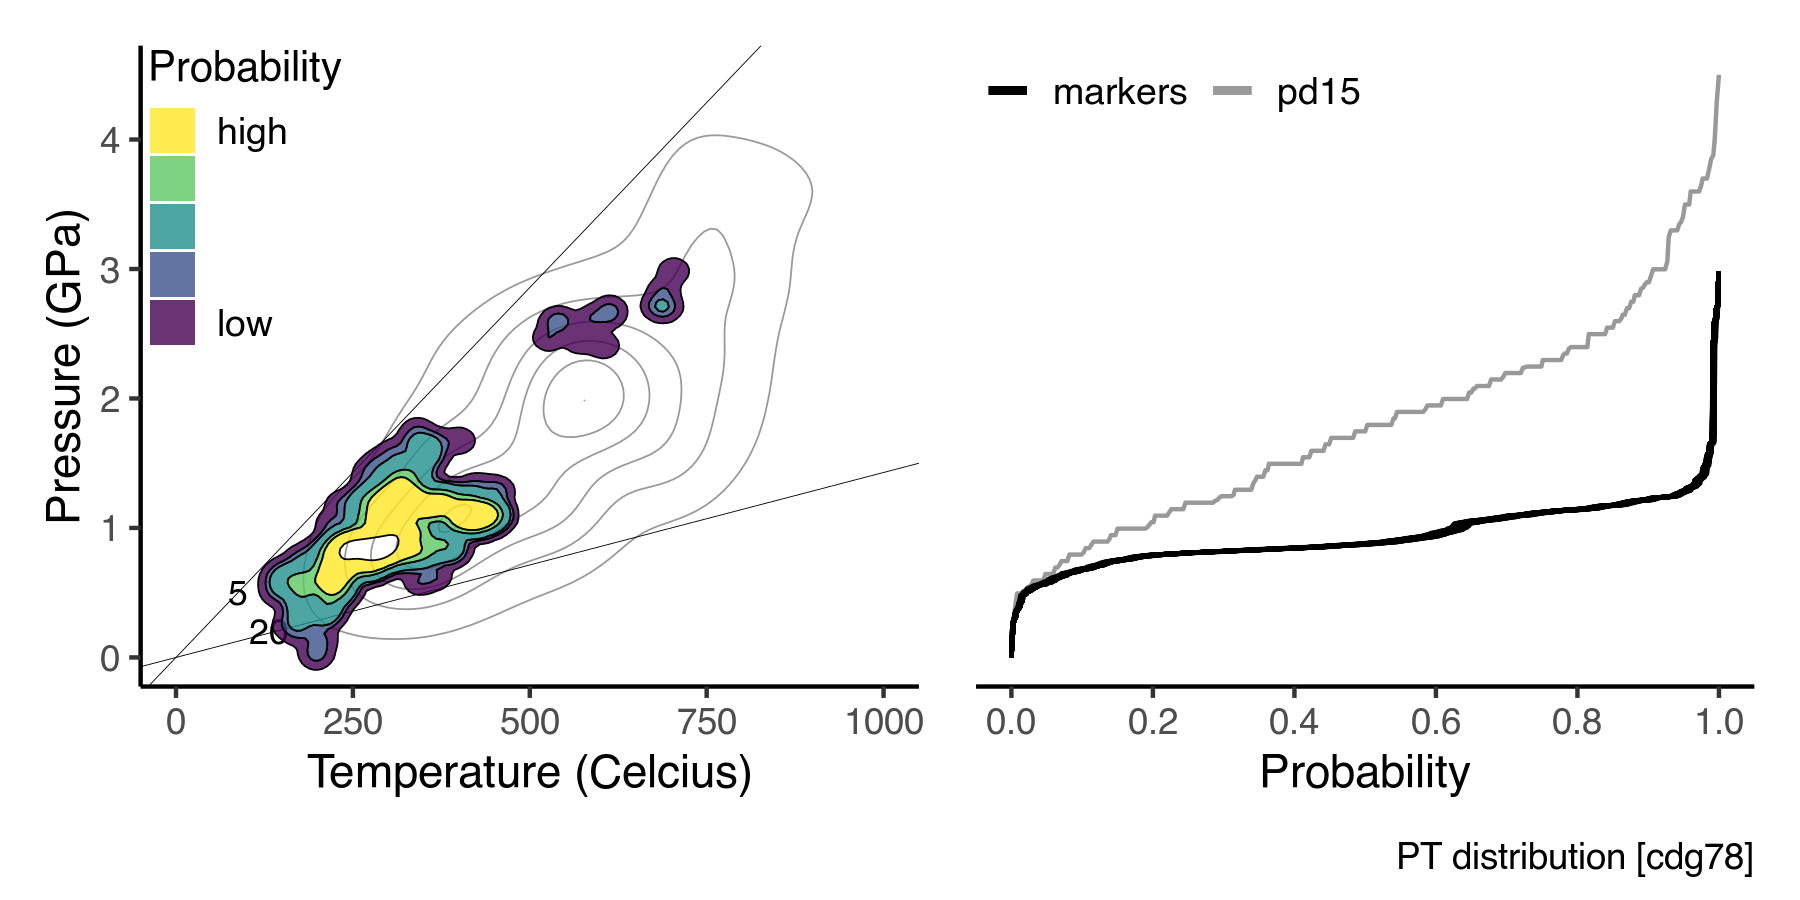 Probability
high
low
4
3
2
1
0
Pressure (GPa)
5
20
0 250 500 750 1000
Temperature (Celcius)
markers pd15
0.0 0.2 0.4 0.6 0.8 1.0
Probability
PT distribution [cdg78]